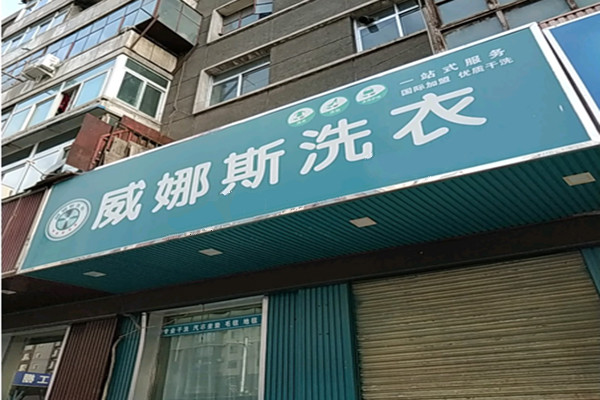 一站式服务
国际加盟 优质干洗
威娜斯洗衣